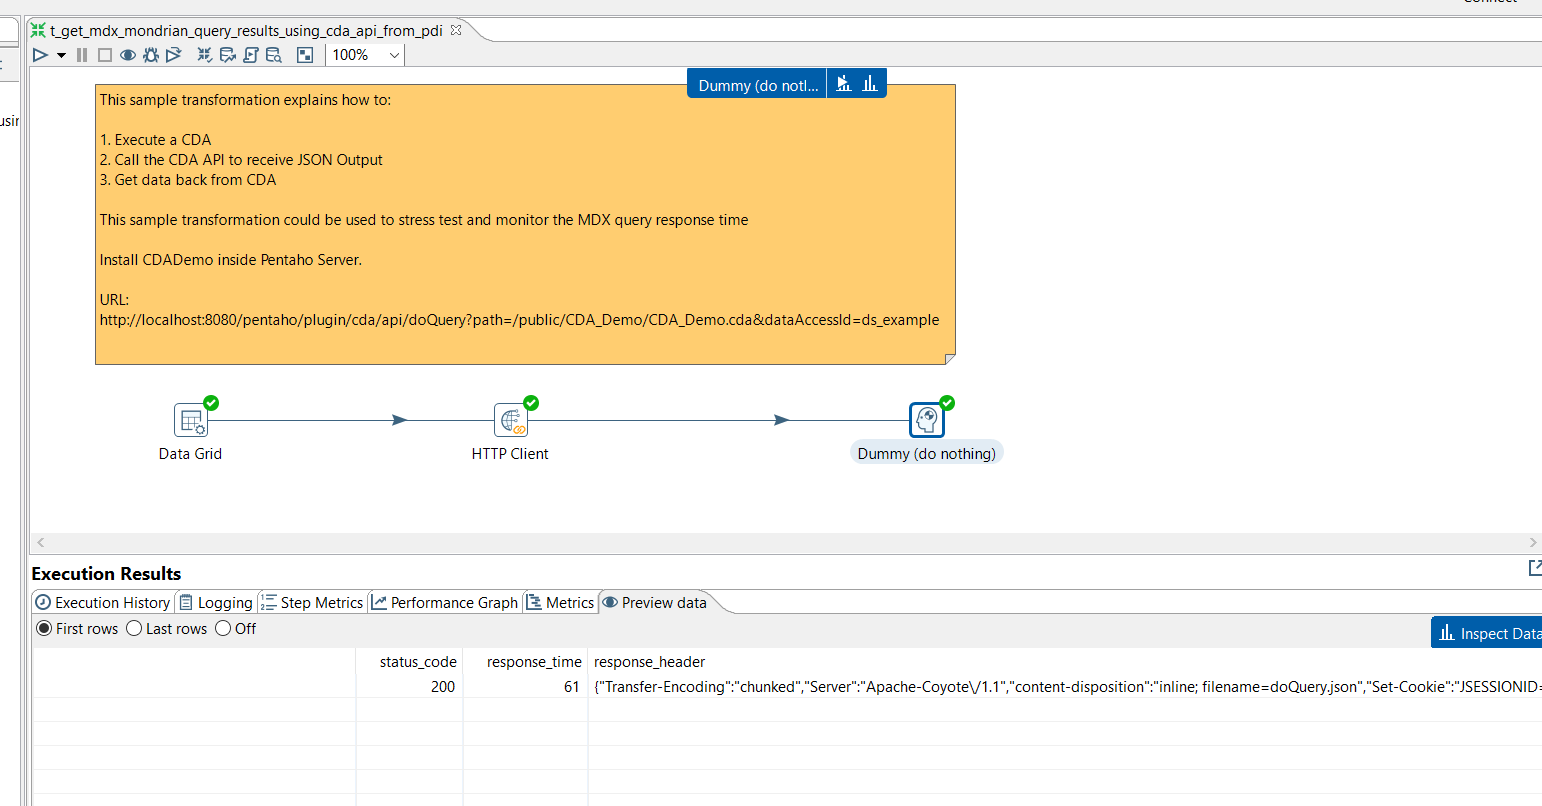 t_get_mdx_mondrian_query_results_using_cda_api_from_pdi
100%
Dummy (do notl...
This sample transformation explains how to:
1. Execute a CDA
2. Call the CDA API to receive JSON Output
3. Get data back from CDA
This sample transformation could be used to stress test and monitor the MDX query response time
Install CDADemo inside Pentaho Server.
URL:
http://localhost:8080/pentaho/plugin/cda/api/doQuery?path=/public/CDA_Demo/CDA_Demo.cda&dataAccessId=ds_example
Data Grid
HTTP Client
Dummy (do nothing)
Execution Results
Execution History
Logging
Step Metrics
Performance Graph
Metrics
Preview data
First rows
Last rows
Off
Inspect Data
status_code response_time response_header
200 61 {"Transfer-Encoding":"chunked","Server":"Apache-Coyote\/1.1","content-disposition":"inline; filename=doQuery.json","Set-Cookie":"JSESSIONID=